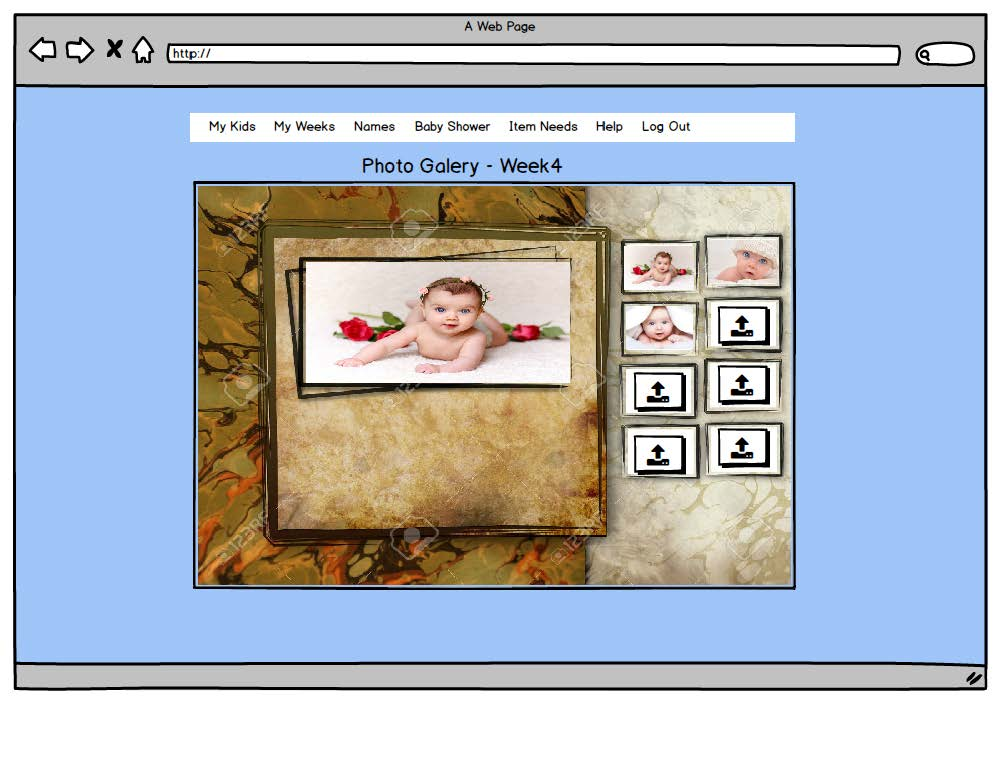 A Web Page
http://
My Kids My Weeks Names Baby Shower Item Needs Help Log Out
Photo Galery - Week4